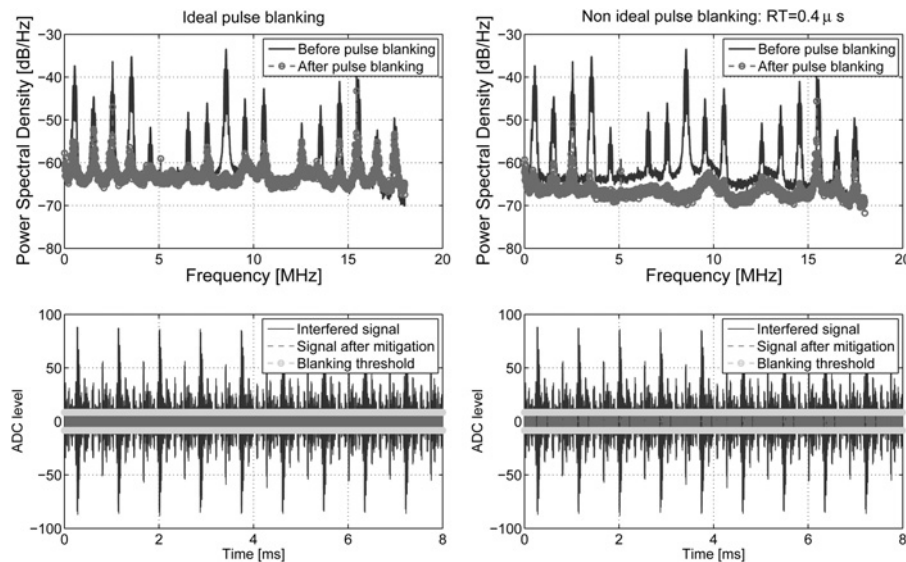 Ideal pulse blanking
Power Spectral Density [dB/Hz]
−30
−40
−50
−60
−70
−80
Before pulse blanking
After pulse blanking
0
5
10
15
20
Frequency [MHz]
Non ideal pulse blanking: RT=0.4 μ s
Power Spectral Density [dB/Hz]
−30
−40
−50
−60
−70
−80
Before pulse blanking
After pulse blanking
0
5
10
15
20
Frequency [MHz]
ADC level
100
50
0
−50
−100
Interfered signal
Signal after mitigation
Blanking threshold
0
2
4
6
8
Time [ms]
ADC level
100
50
0
−50
−100
Interfered signal
Signal after mitigation
Blanking threshold
0
2
4
6
8
Time [ms]